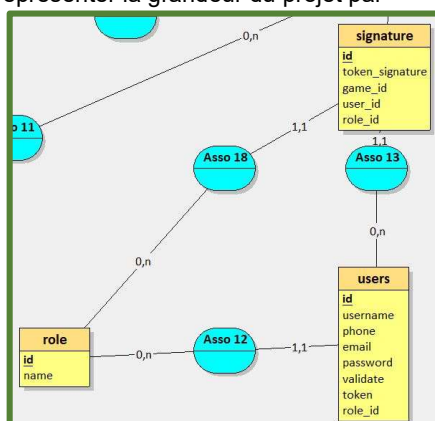 la grandeur du projet
0,n
signature
id
token_signature
game_id
user_id
role_id
11
Asso 18
1,1
1,1
Asso 13
0,n
0,n
users
id
username
phone
email
password
validate
token
role_id
role
id
name
0,n
Asso 12
1,1